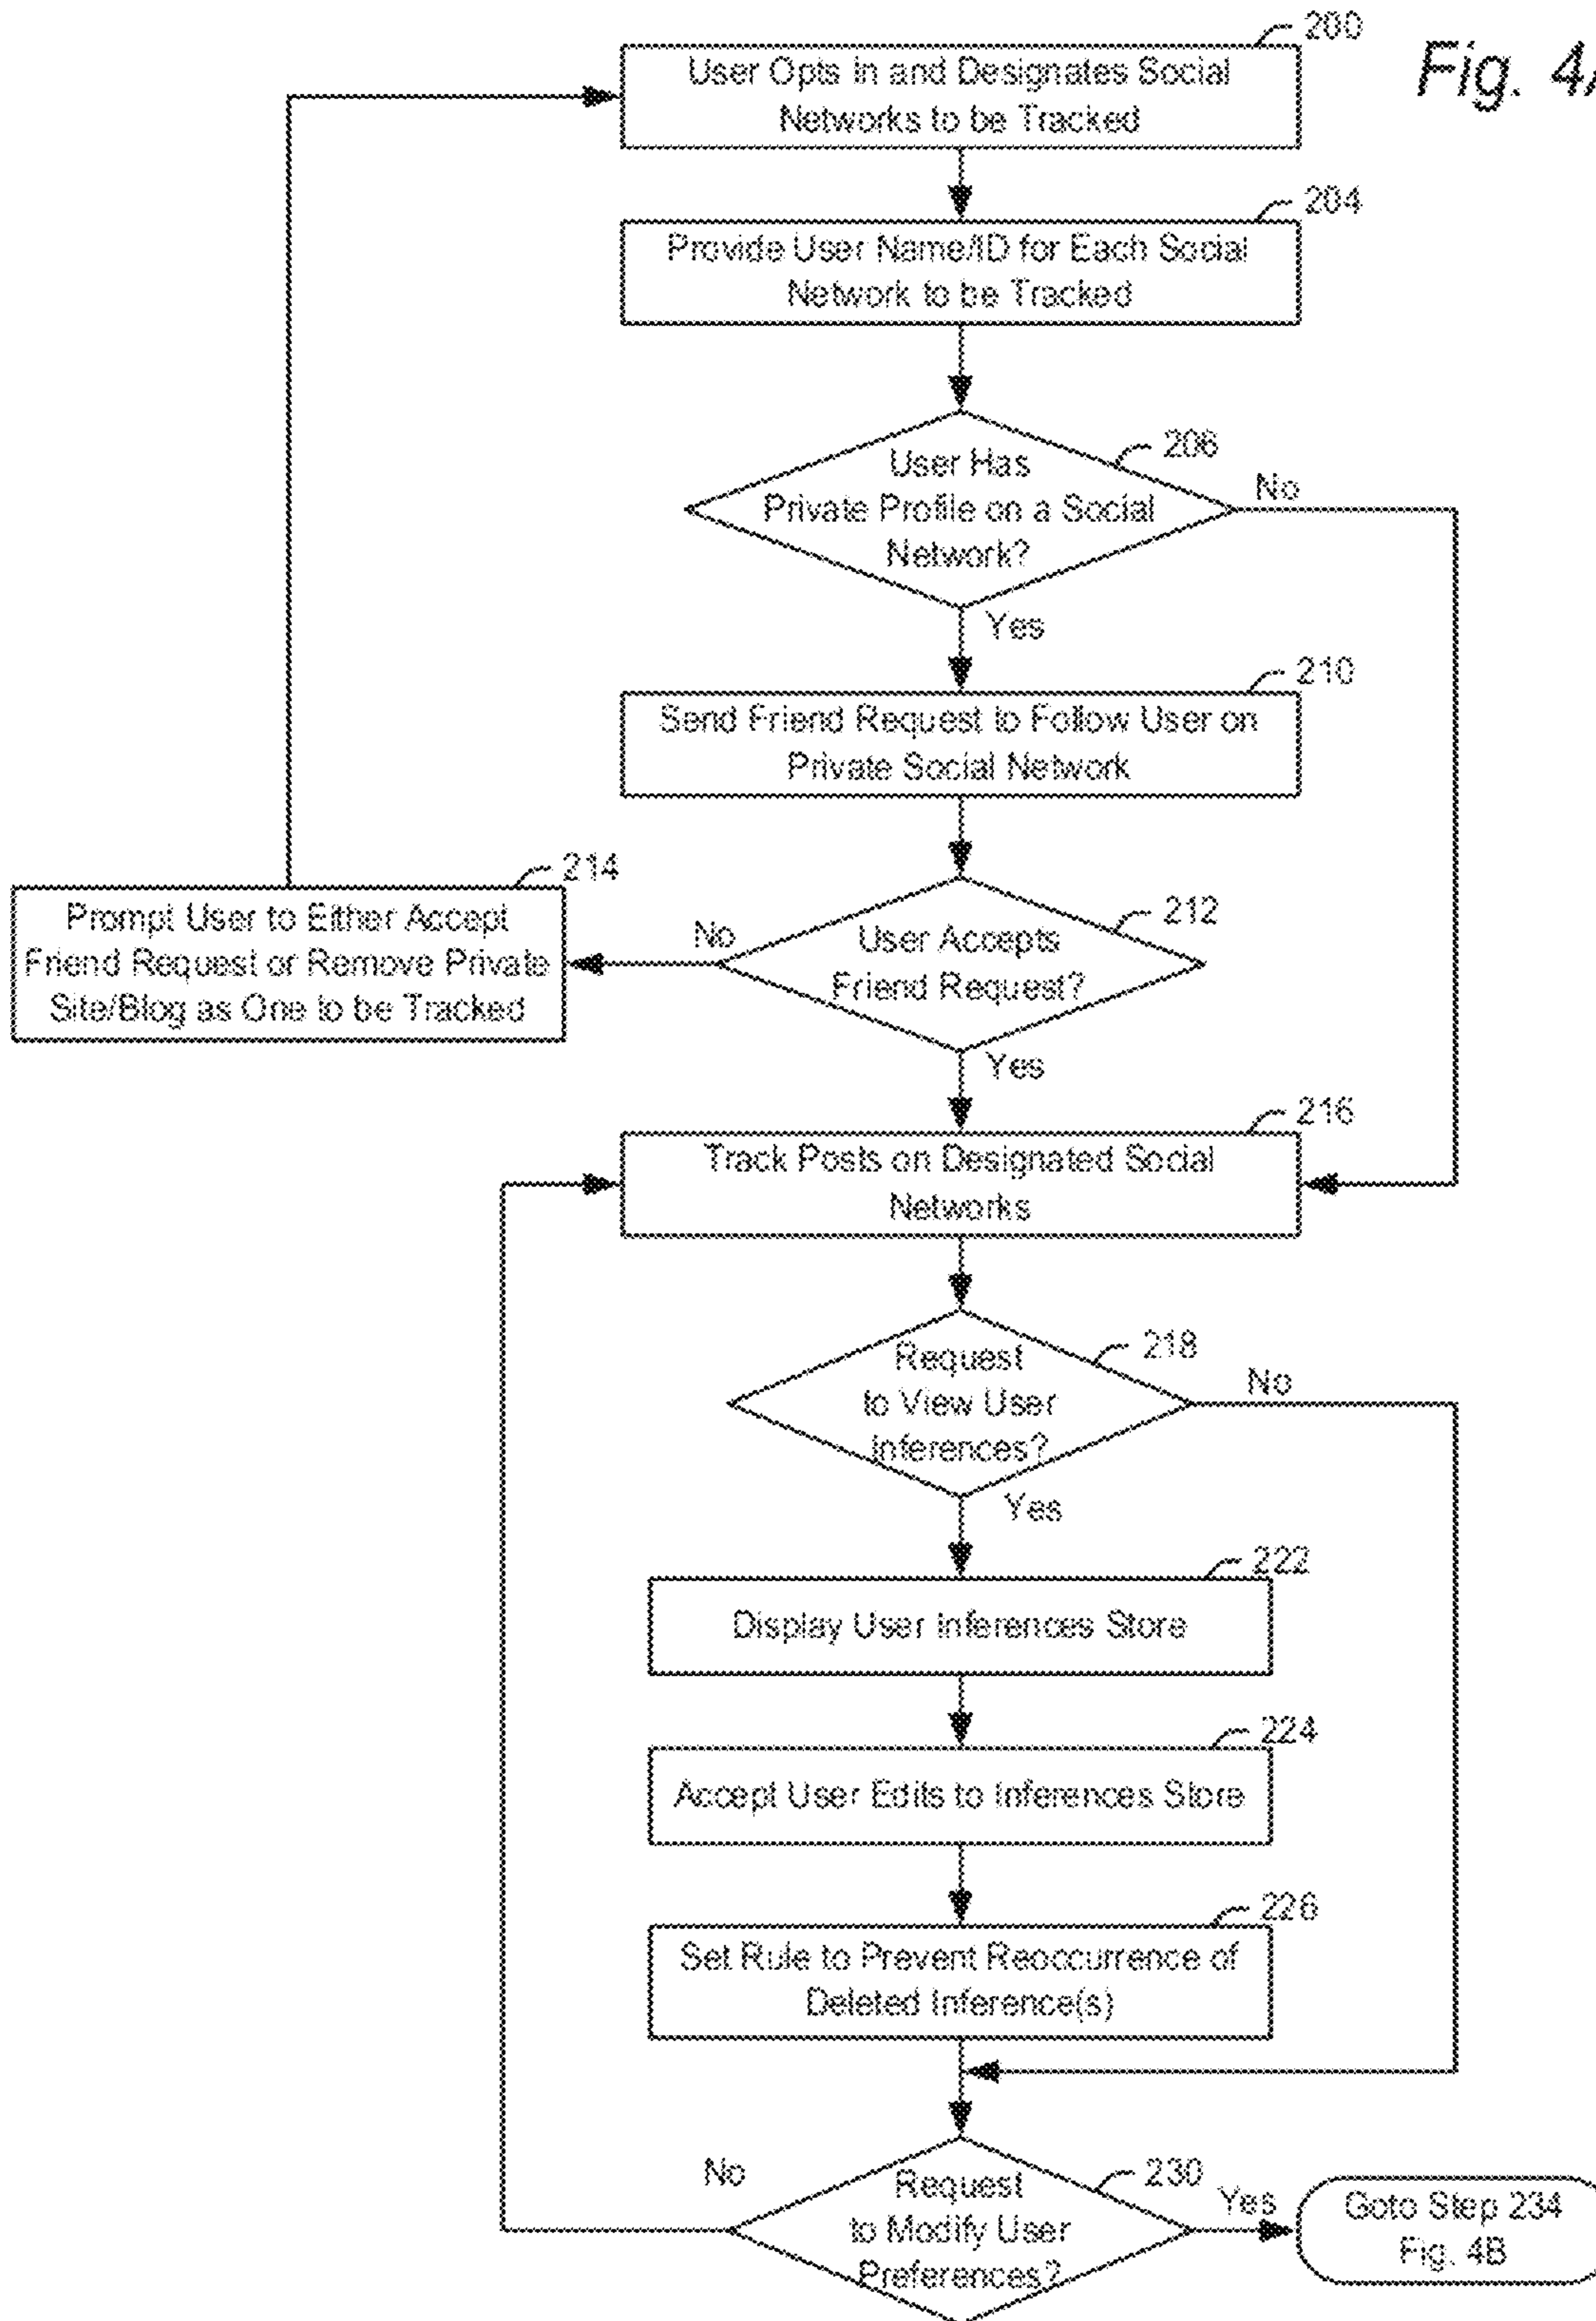 200
Fig. 4A
User Opts In and Designates Social
Networks to be Tracked
204
Provide User Name/ID for Each Social
Network to be Tracked
206
User Has
Private Profile on a Social
Network?
No
Yes
210
Send Friend Request to Follow User on
Private Social Network
214
Prompt User to Either Accept
Friend Request or Remove Private
Site/Blog as One to be Tracked
No
212
User Accepts
Friend Request?
Yes
216
Track Posts on Designated Social
Networks
218
Request
to View User
Inferences?
No
Yes
222
Display User Inferences Store
224
Accept User Edits to Inferences Store
226
Set Rule to Prevent Reoccurrence of
Deleted Inference(s)
No
230
Request
to Modify User
Preferences?
Yes
Goto Step 234
Fig. 4B